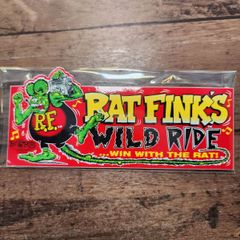 RAT FINK'S
R.F.
WILD RIDE
...WIN WITH THE RAT!